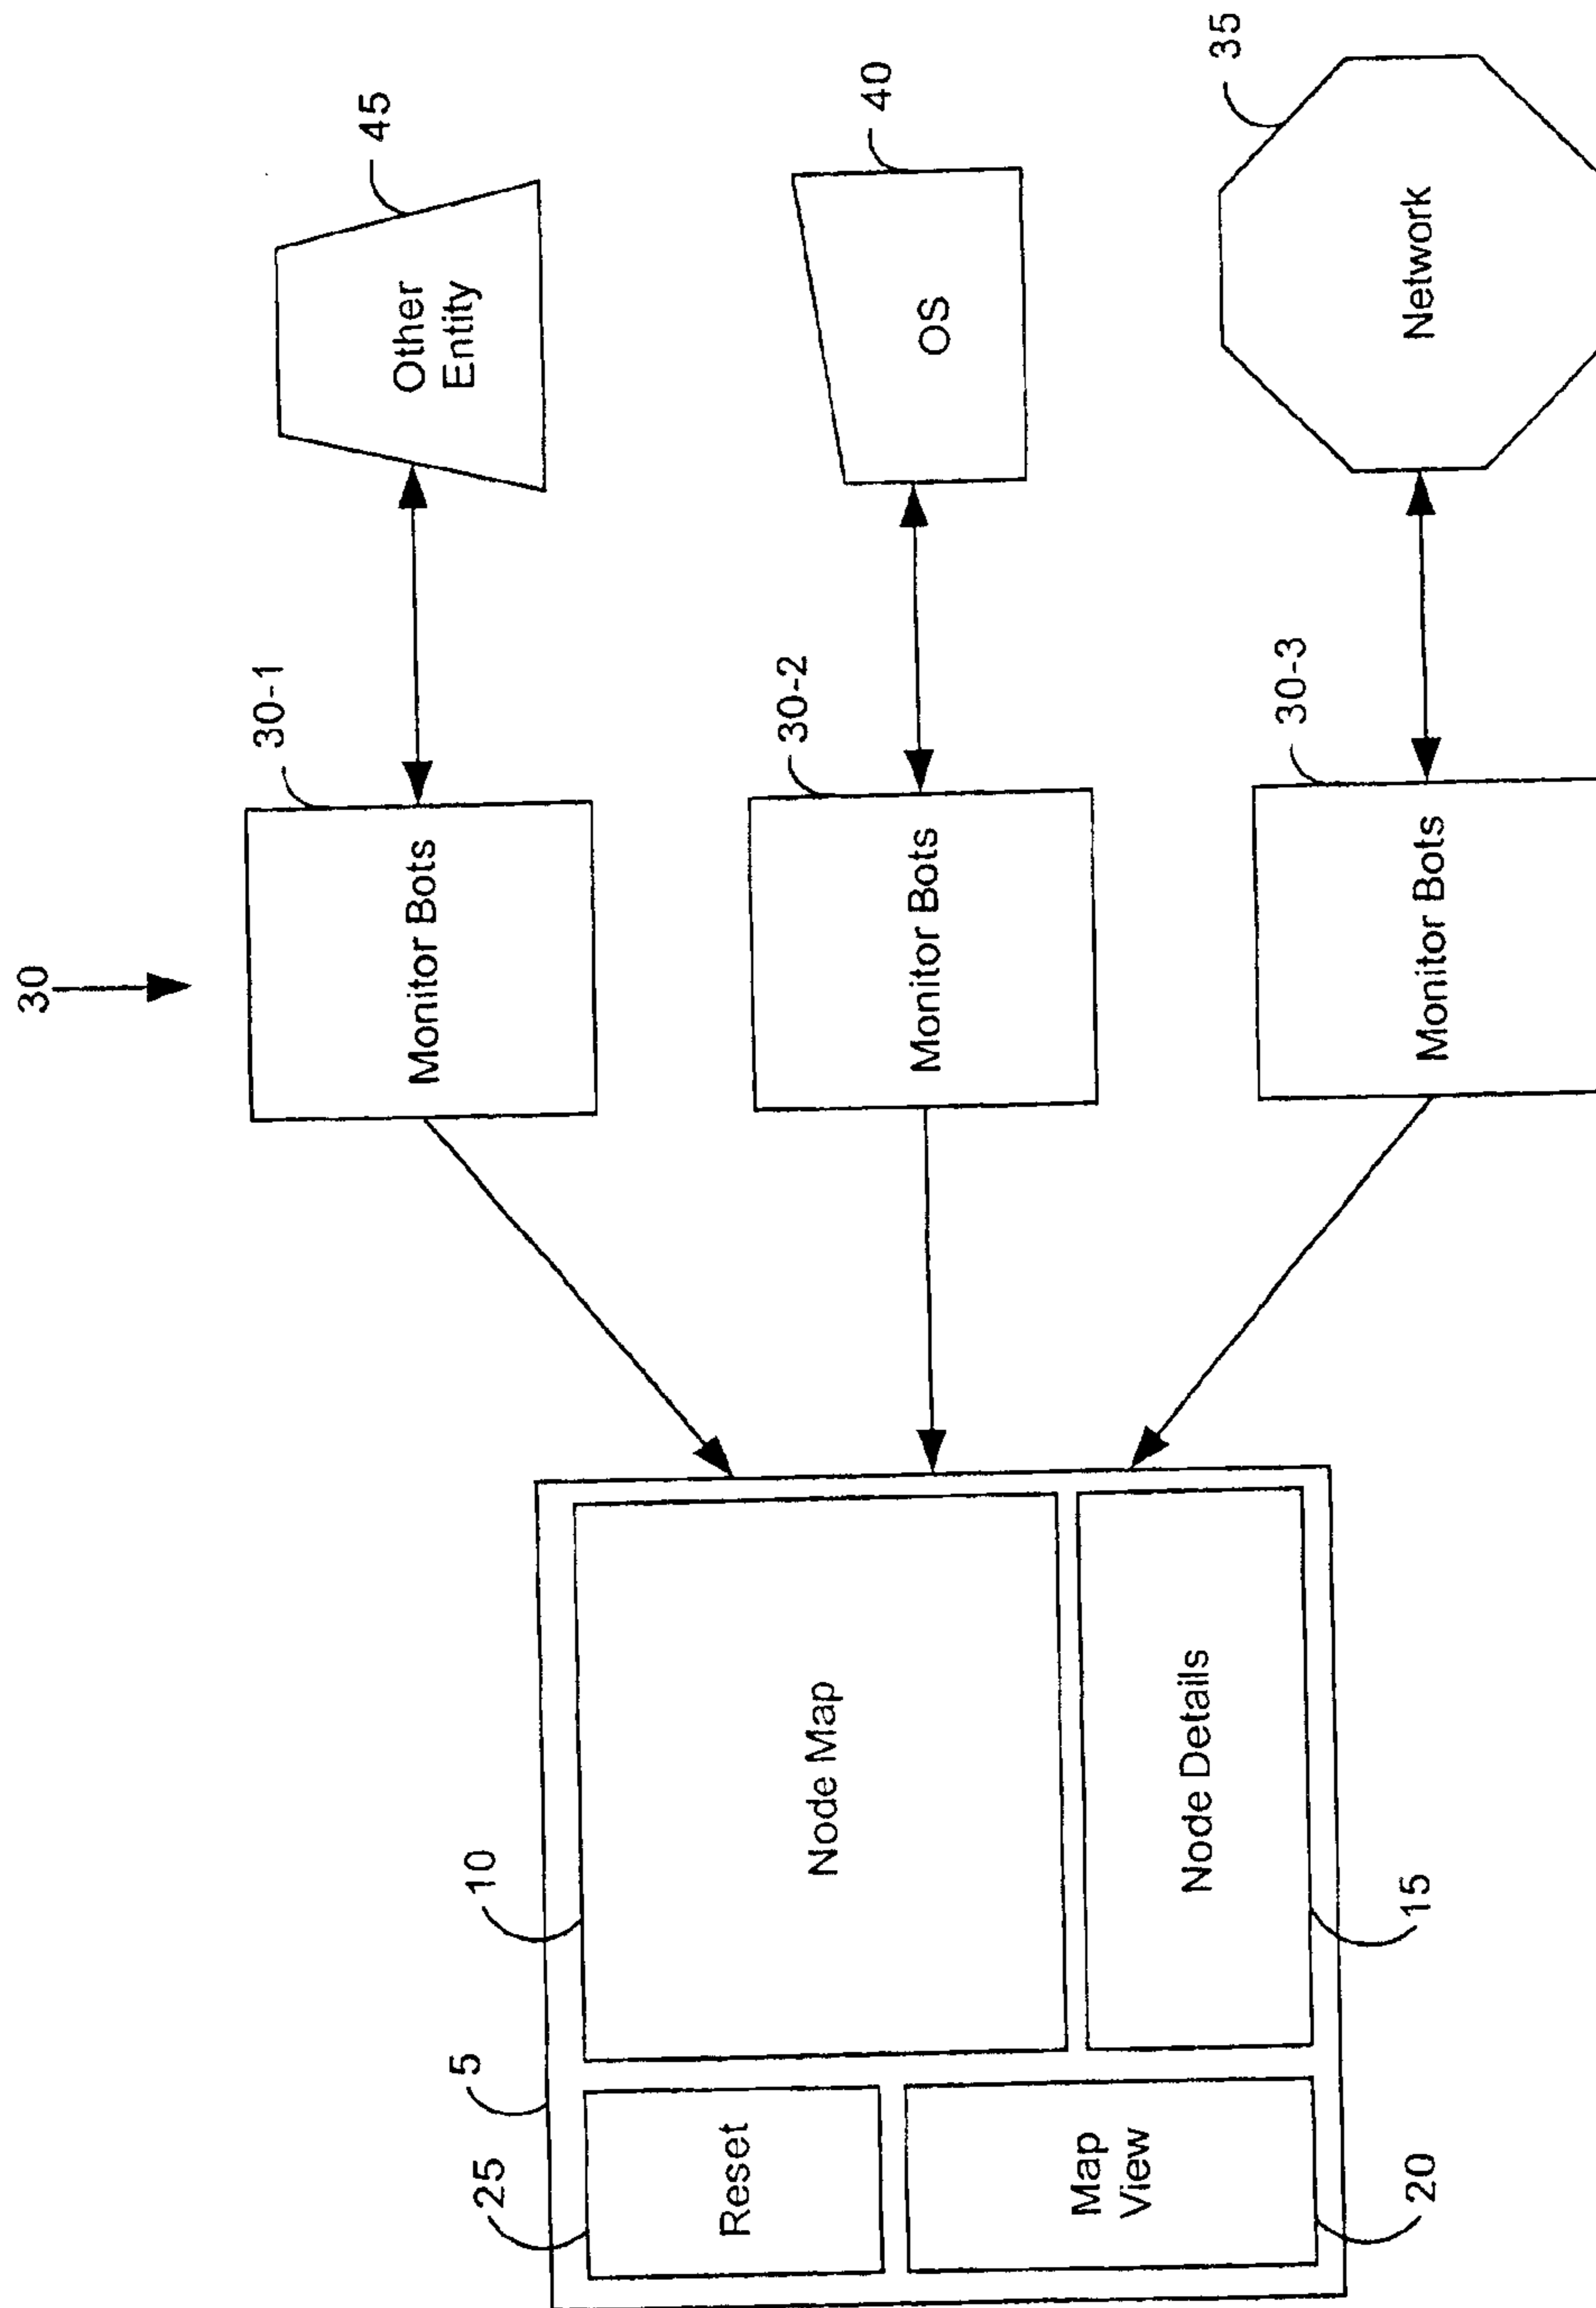 30
30-1
Monitor Bots
45
Other
Entity
30-2
Monitor Bots
40
OS
30-3
Monitor Bots
35
Network
5
10
Node Map
25
Reset
Node Details
15
Map
View
20